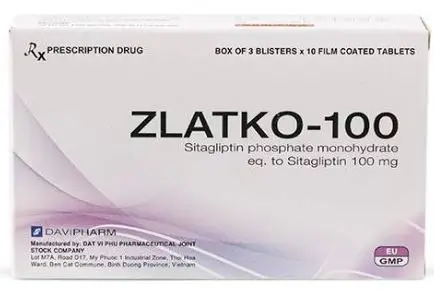 Rx PRESCRIPTION DRUG
BOX OF 3 BLISTERS x 10 FILM COATED TABLETS
ZLATKO-100
Sitagliptin phosphate monohydrate
eq. to Sitagliptin 100 mg
DAVIPHARM
Manufactured by: DAT VI PHU PHARMACEUTICAL JOINT
STOCK COMPANY
Lot M7A, Road D17, My Phuoc 1 Industrial Zone, Thoi Hoa
Ward, Ben Cat Commune, Binh Duong Province, Vietnam
EU
GMP